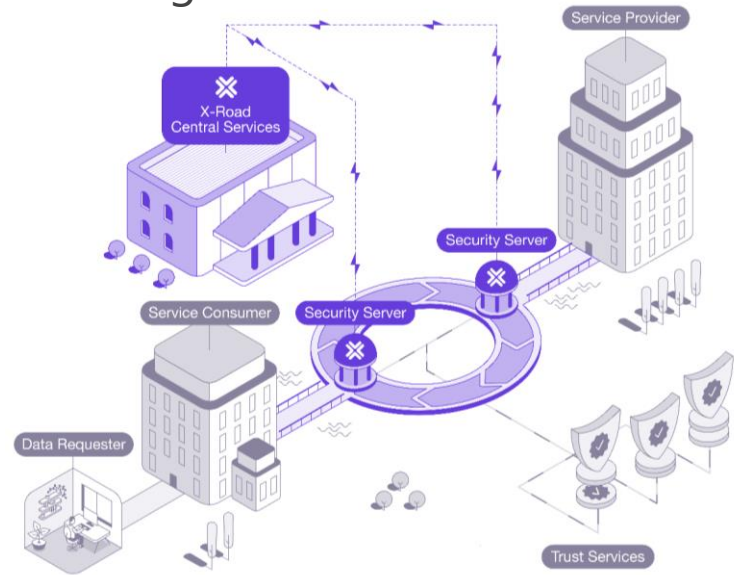 Service Provider
X-Road
Central Services
Security Server
Service Consumer
Security Server
Data Requester
Trust Services